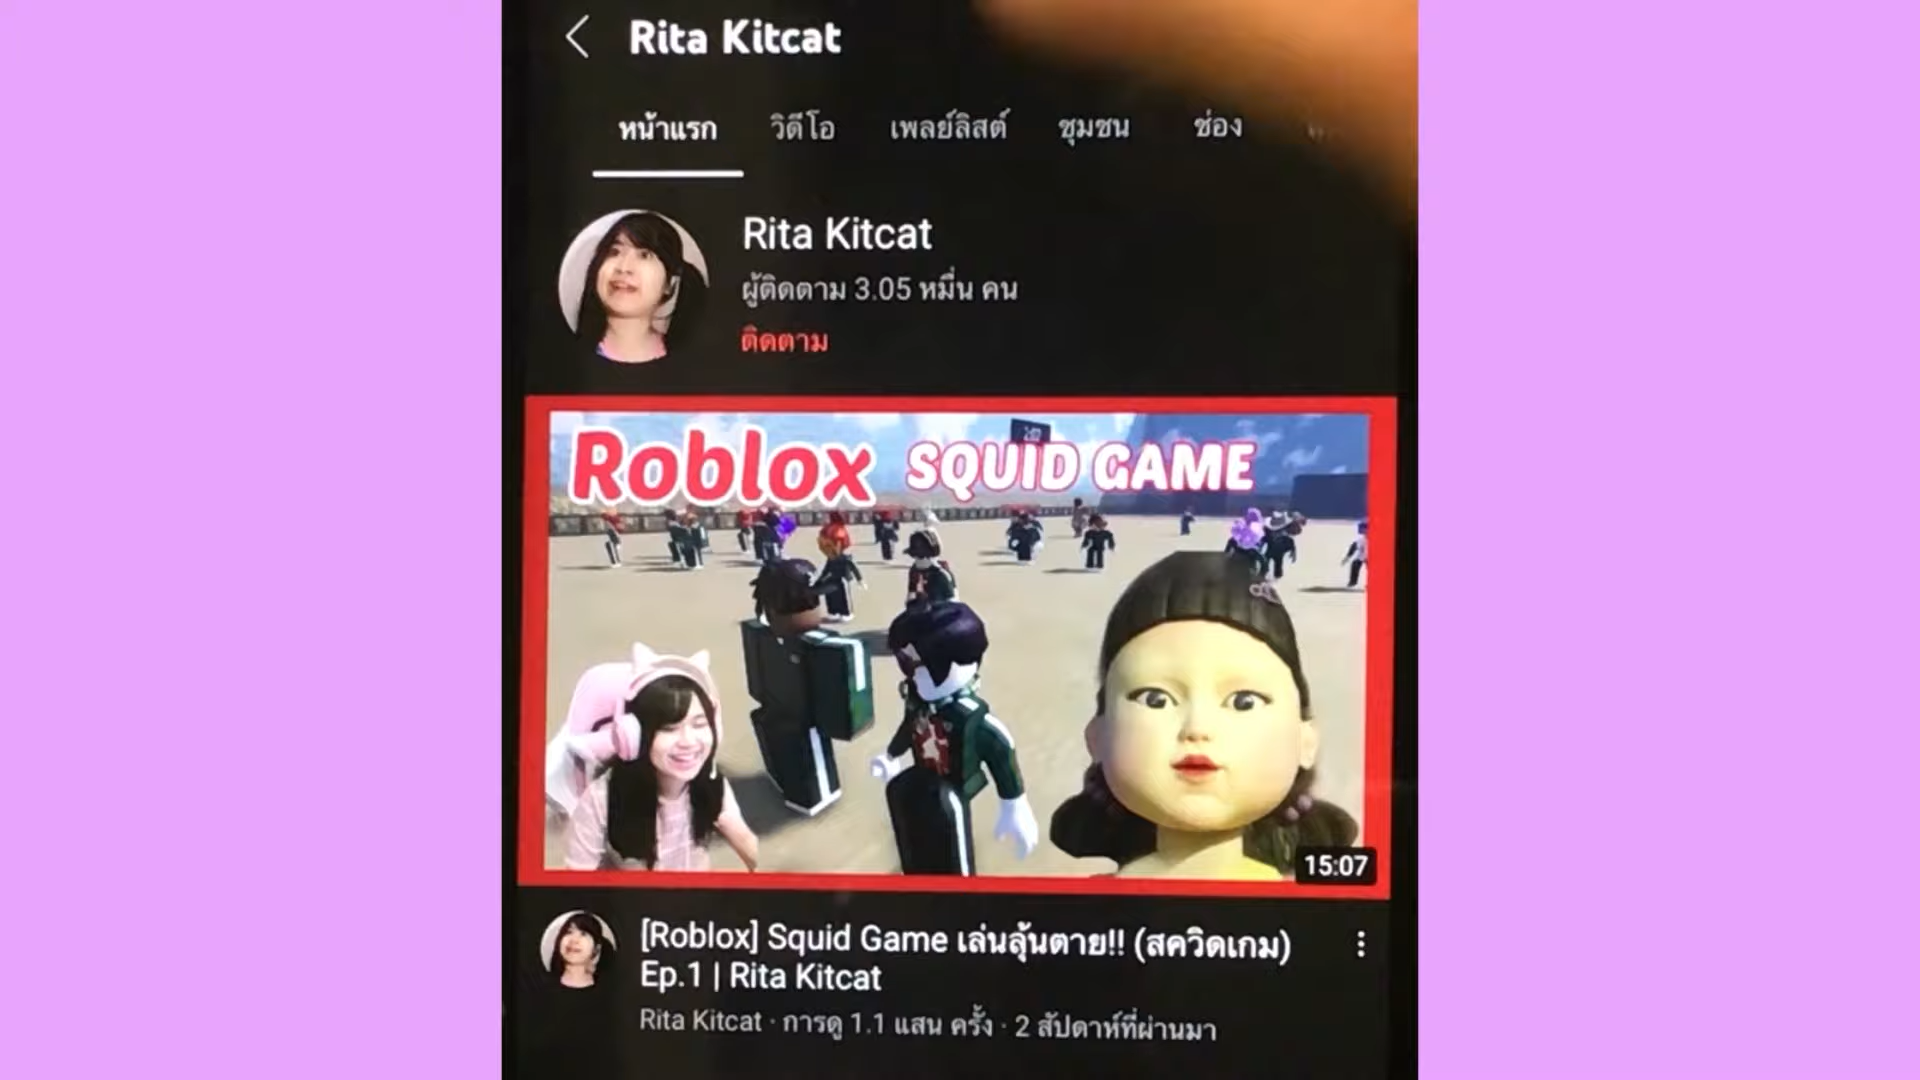 Rita Kitcat
หน้าแรก วิดีโอ เพลย์ลิสต์ ชุมชน ช่อง
Rita Kitcat
ผู้ติดตาม 3.05 หมื่น คน
ติดตาม
Roblox SQUID GAME
15:07
[Roblox] Squid Game เล่นลุ้นตาย!! (สควิดเกม)
Ep.1 | Rita Kitcat
Rita Kitcat · การดู 1.1 แสน ครั้ง · 2 สัปดาห์ที่ผ่านมา